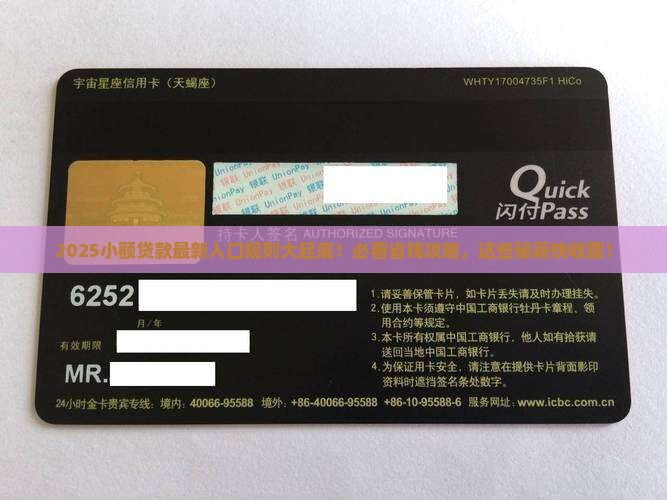 宇宙星座信用卡（天蝎座）
WHTY17004735F1 HiCo
UnionPay 银联 UnionPay 银联 UnionPay
Quick
闪付Pass
持卡人签名 AUTHORIZED SIGNATURE
2025小额贷款最新入口规则大起底！必看省钱攻略，这些秘籍快收藏！
6252
1.请妥善保管卡片，如卡片丢失请及时办理挂失。
2.使用本卡须遵守中国工商银行牡丹卡章程、领
用合约等规定。
3.本卡所有权属中国工商银行，他人如有拾获请
送回当地中国工商银行。
4.为保证用卡安全，请注意在提供卡片背面影印
资料时遮挡签名条处数字。
月/年
有效期限
MR.
24小时金卡贵宾专线：境内：40066-95588 境外：+86-40066-95588 +86-10-95588-6 服务网址：www.icbc.com.cn